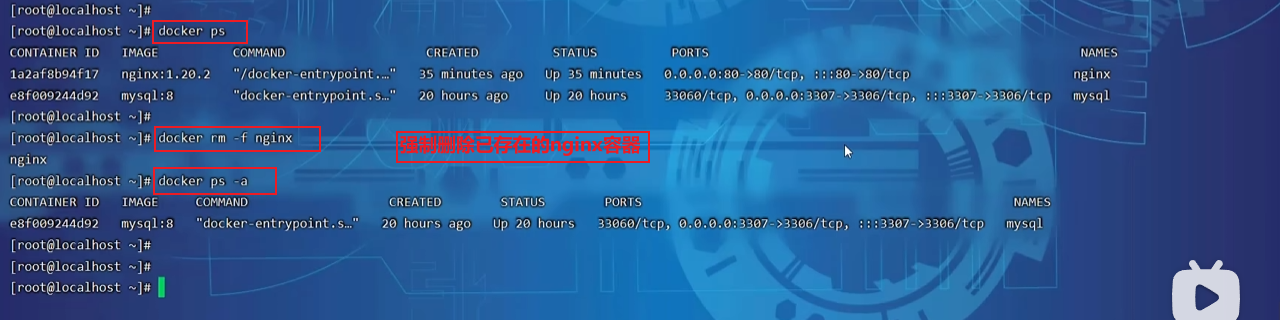 [root@localhost ~]#
[root@localhost ~]# docker ps
CONTAINER ID   IMAGE          COMMAND                  CREATED          STATUS          PORTS                                                  NAMES
1a2af8b94f17   nginx:1.20.2   "/docker-entrypoint.…"   35 minutes ago   Up 35 minutes   0.0.0.0:80->80/tcp, :::80->80/tcp                      nginx
e8f009244d92   mysql:8        "docker-entrypoint.s…"   20 hours ago     Up 20 hours     33060/tcp, 0.0.0.0:3307->3306/tcp, :::3307->3306/tcp   mysql
[root@localhost ~]#
[root@localhost ~]# docker rm -f nginx
强制删除已存在的nginx容器
nginx
[root@localhost ~]# docker ps -a
CONTAINER ID   IMAGE     COMMAND                  CREATED        STATUS        PORTS                                                  NAMES
e8f009244d92   mysql:8   "docker-entrypoint.s…"   20 hours ago   Up 20 hours   33060/tcp, 0.0.0.0:3307->3306/tcp, :::3307->3306/tcp   mysql
[root@localhost ~]#
[root@localhost ~]#
[root@localhost ~]#